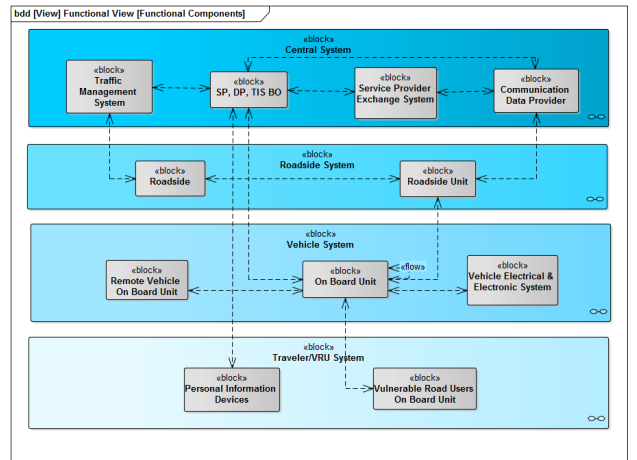 bdd [View] Functional View [Functional Components]
«block»
Central System
«block»
Traffic
Management
System
«block»
SP, DP, TIS BO
«block»
Service Provider
Exchange System
«block»
Communication
Data Provider
«block»
Roadside System
«block»
Roadside
«block»
Roadside Unit
«block»
Vehicle System
«block»
Remote Vehicle
On Board Unit
«block»
On Board Unit
«flow»
«block»
Vehicle Electrical &
Electronic System
«block»
Traveler/VRU System
«block»
Personal Information
Devices
«block»
Vulnerable Road Users
On Board Unit